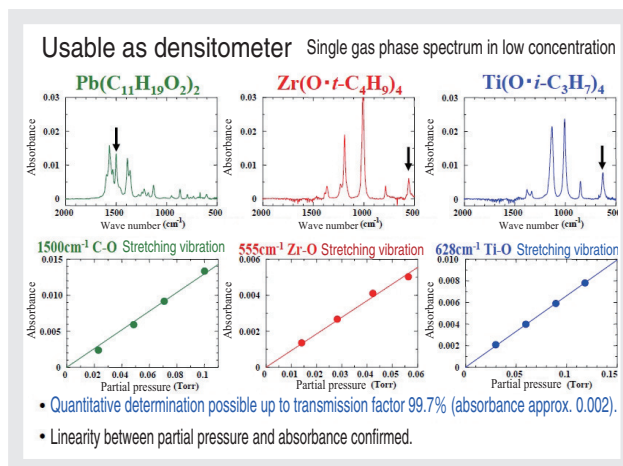 Usable as densitometer Single gas phase spectrum in low concentration
Pb(C11H19O2)2 Zr(O·t-C4H9)4 Ti(O·i-C3H7)4
0.03 0.03 0.03
0.02 0.02 0.02
0.01 0.01 0.01
0 0 0
Absorbance Absorbance Absorbance
2000 1500 1000 500 2000 1500 1000 500 2000 1500 1000 500
Wave number (cm³) Wave number (cm³) Wave number (cm³)
1500cm⁻¹ C-O Stretching vibration 555cm⁻¹ Zr-O Stretching vibration 628cm⁻¹ Ti-O Stretching vibration
0.015 0.006 0.010
0.008
0.010 0.004 0.006
0.005 0.002 0.004
0.002
0 0 0.000
Absorbance Absorbance Absorbance
0 0.02 0.04 0.06 0.08 0.1 0 0.01 0.02 0.03 0.04 0.05 0.06 0 0.05 0.1 0.15
Partial pressure (Torr) Partial pressure (Torr) Partial pressure (Torr)
• Quantitative determination possible up to transmission factor 99.7% (absorbance approx. 0.002).
• Linearity between partial pressure and absorbance confirmed.